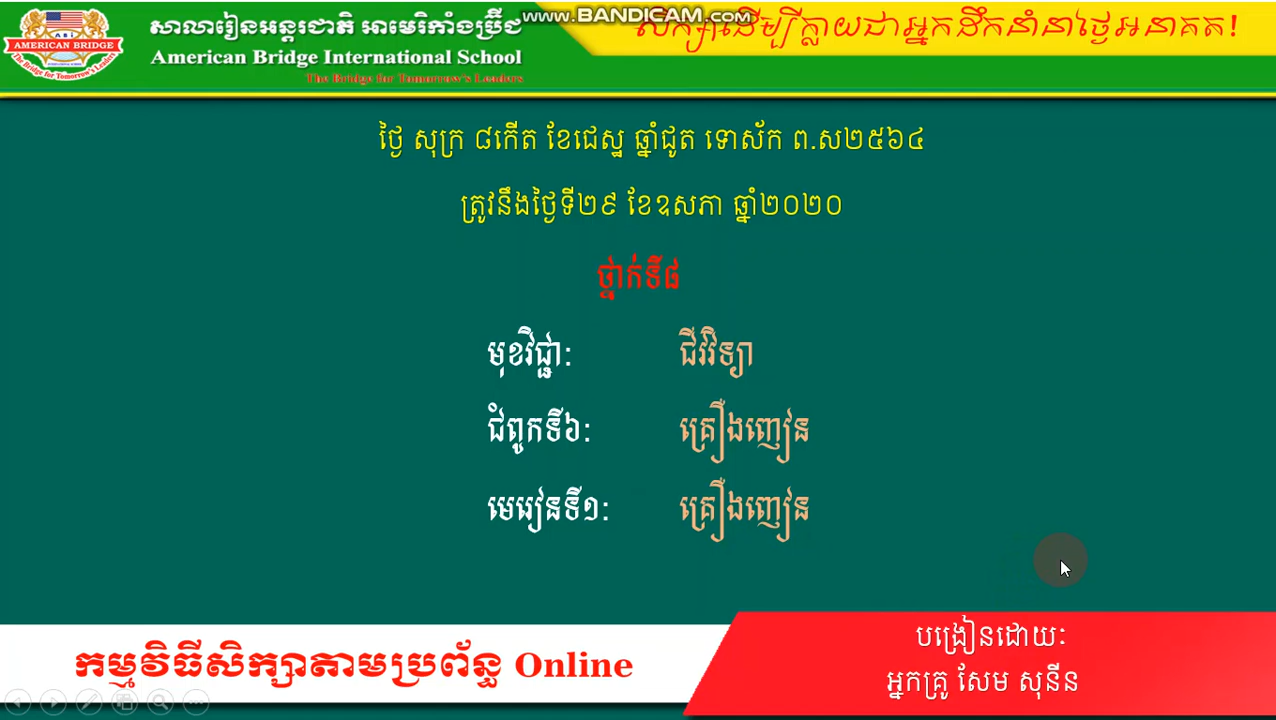 www.BANDICAM.com
សាលារៀនអន្តរជាតិ អាមេរិកាំងប្រ៊ីជ
សិក្សាដើម្បីក្លាយជាអ្នកដឹកនាំនាថ្ងៃអនាគត!
A B i
AMERICAN BRIDGE
The Bridge for Tomorrow's Leaders
American Bridge International School
The Bridge for Tomorrow's Leaders
ថ្ងៃ សុក្រ ៨កើត ខែជេស្ឋ ឆ្នាំជូត ទោស័ក ព.ស២៥៦៤
ត្រូវនឹងថ្ងៃទី២៩ ខែឧសភា ឆ្នាំ២០២០
ថ្នាក់ទី៨
មុខវិជ្ជា: ជីវវិទ្យា
ជំពូកទី៦: គ្រឿងញៀន
មេរៀនទី១: គ្រឿងញៀន
បង្រៀនដោយៈ
កម្មវិធីសិក្សាតាមប្រព័ន្ធ Online
អ្នកគ្រូ សែម សុនីន